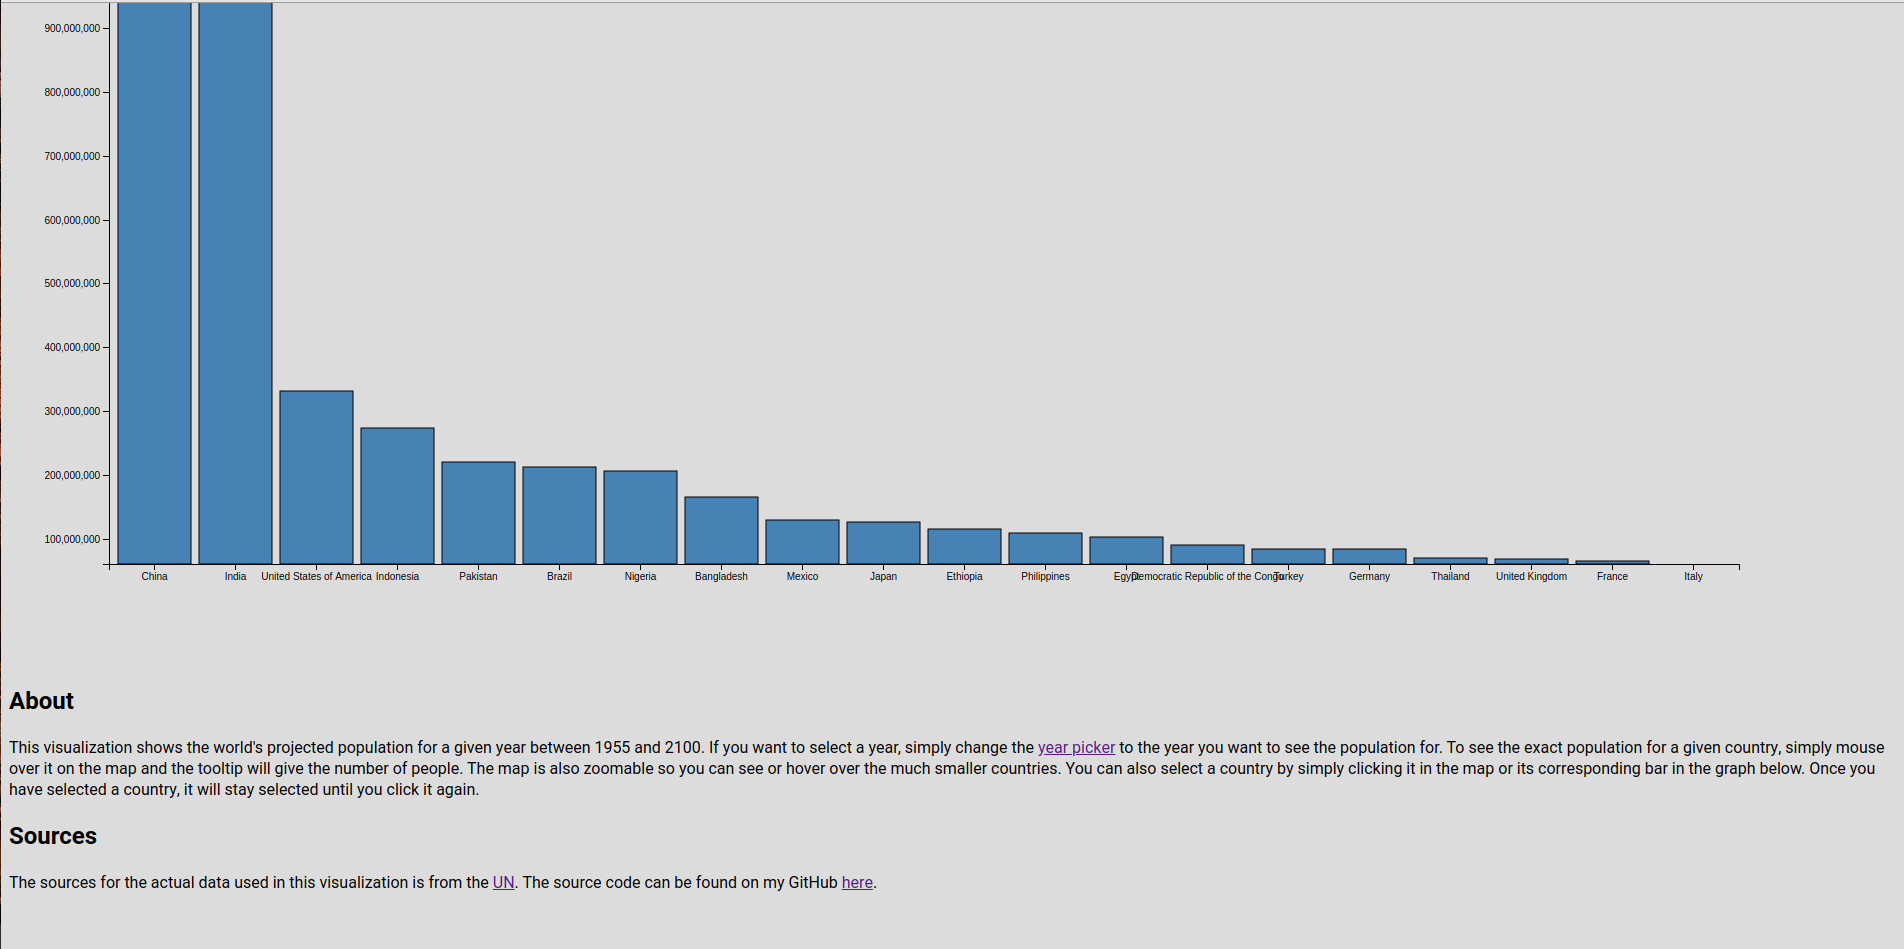 900,000,000
800,000,000
700,000,000
600,000,000
500,000,000
400,000,000
300,000,000
200,000,000
100,000,000
China India United States of America Indonesia Pakistan Brazil Nigeria Bangladesh Mexico Japan Ethiopia Philippines Egypt Democratic Republic of the Congo Turkey Germany Thailand United Kingdom France Italy
About
This visualization shows the world's projected population for a given year between 1955 and 2100. If you want to select a year, simply change the year picker to the year you want to see the population for. To see the exact population for a given country, simply mouse
over it on the map and the tooltip will give the number of people. The map is also zoomable so you can see or hover over the much smaller countries. You can also select a country by simply clicking it in the map or its corresponding bar in the graph below. Once you
have selected a country, it will stay selected until you click it again.
Sources
The sources for the actual data used in this visualization is from the UN. The source code can be found on my GitHub here.